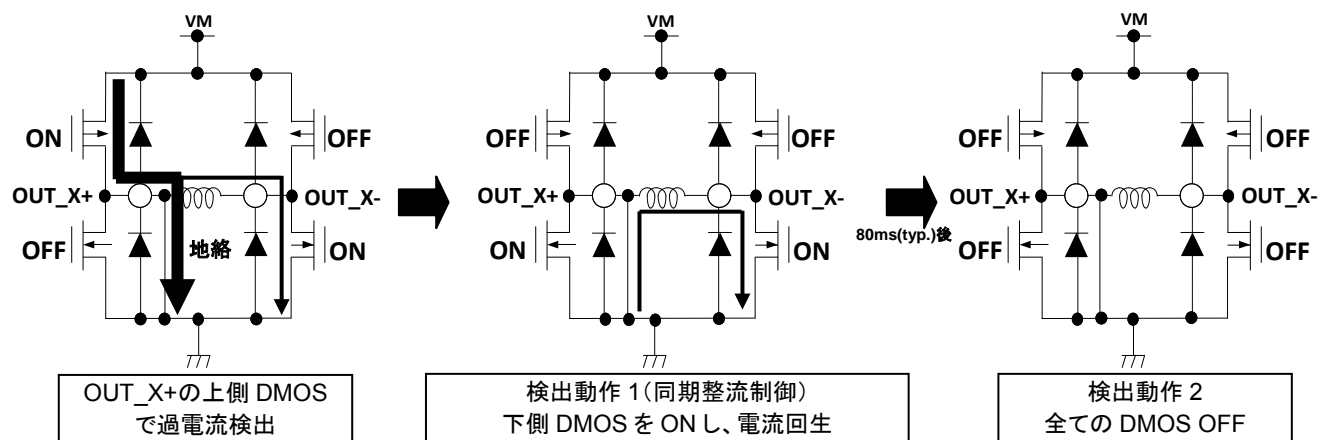 VM
VM
VM
ON
OFF
OFF
OFF
OFF
OFF
OUT_X+
OUT_X-
OUT_X+
OUT_X-
OUT_X+
OUT_X-
80ms(typ.)後
OFF
地絡
ON
ON
ON
OFF
OFF
OUT_X+の上側 DMOS
で過電流検出
検出動作 1(同期整流制御)
下側 DMOS を ON し、電流回生
検出動作 2
全ての DMOS OFF